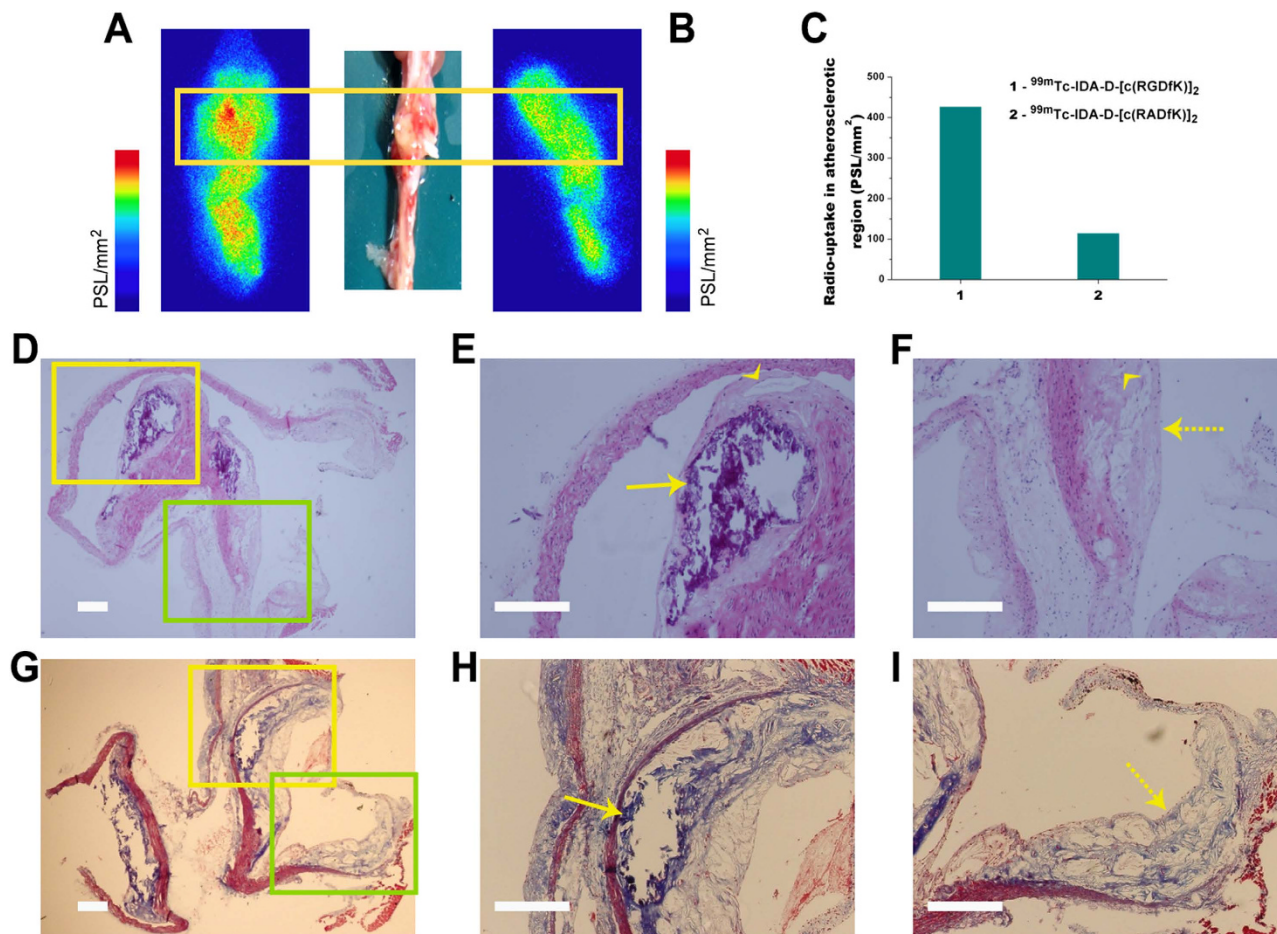 A
B
C
PSL/mm²
PSL/mm²
Radio-uptake in atherosclerotic
region (PSL/mm²)
500
400
300
200
100
0
1
2
1 - ⁹⁹ᵐTc-IDA-D-[c(RGDfK)]₂
2 - ⁹⁹ᵐTc-IDA-D-[c(RADfK)]₂
D
E
F
G
H
I